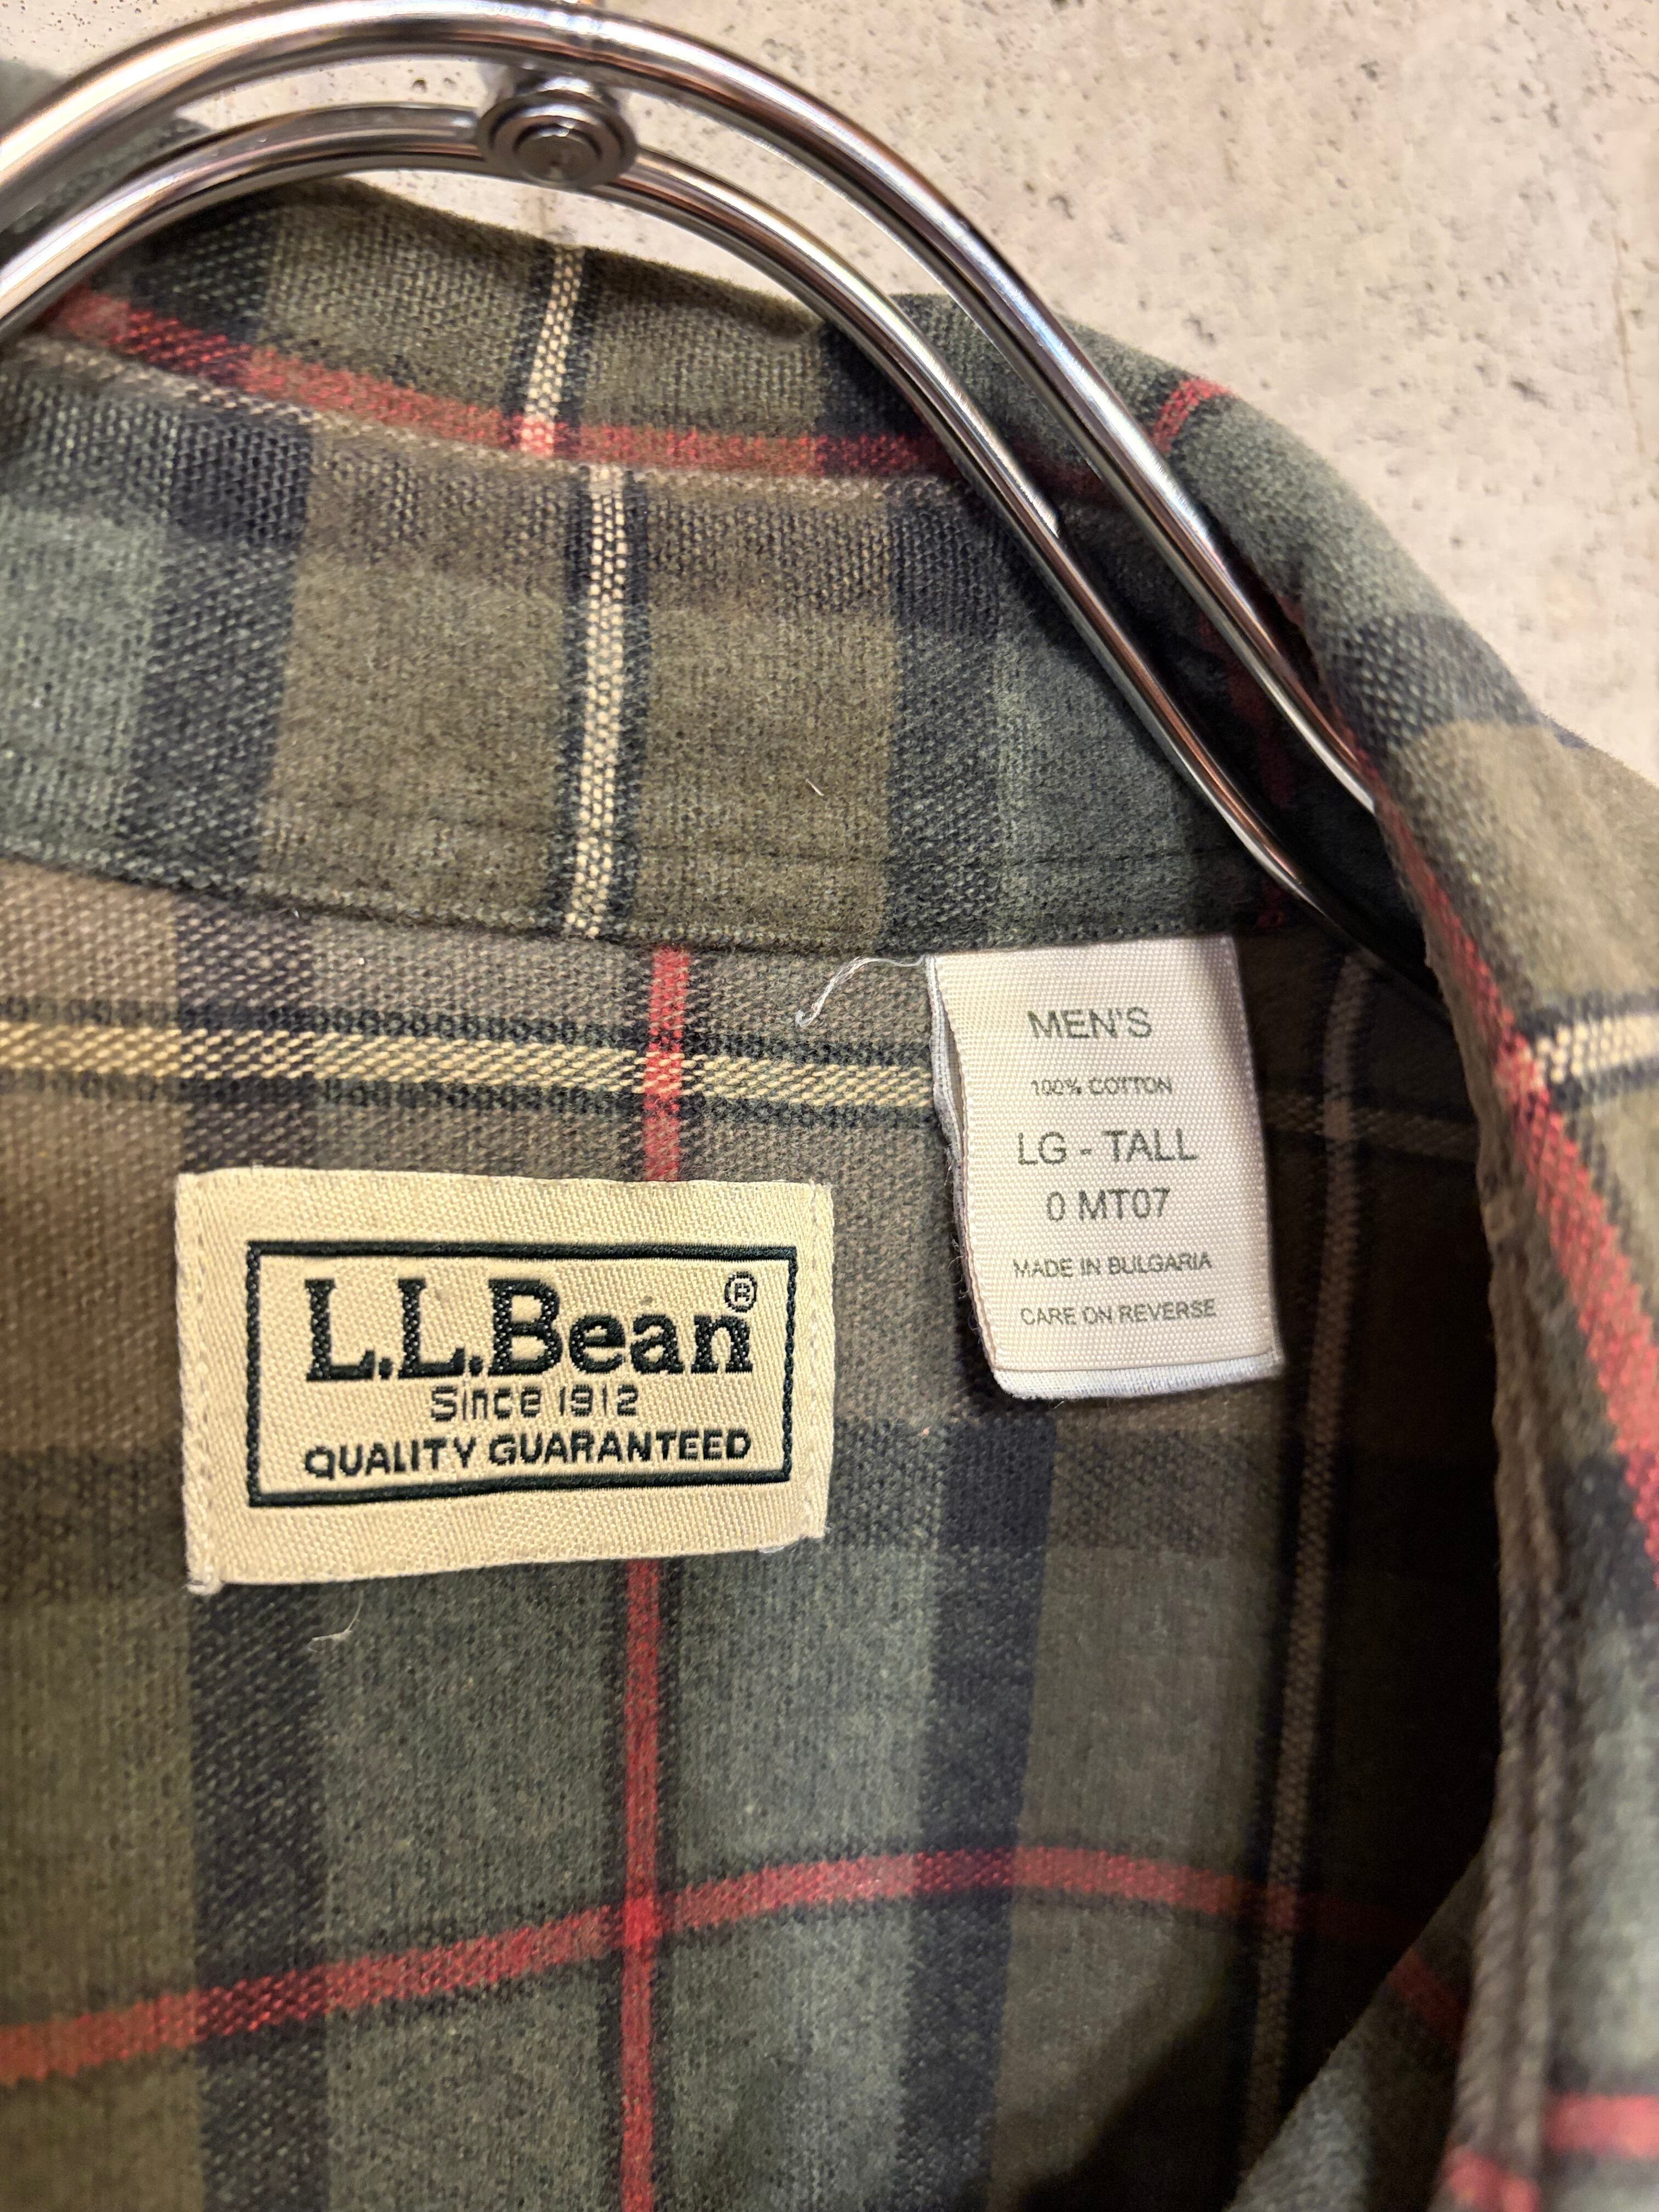 L.L.Bean®
Since 1912
QUALITY GUARANTEED
MEN'S
100% COTTON
LG - TALL
0 MT07
MADE IN BULGARIA
CARE ON REVERSE